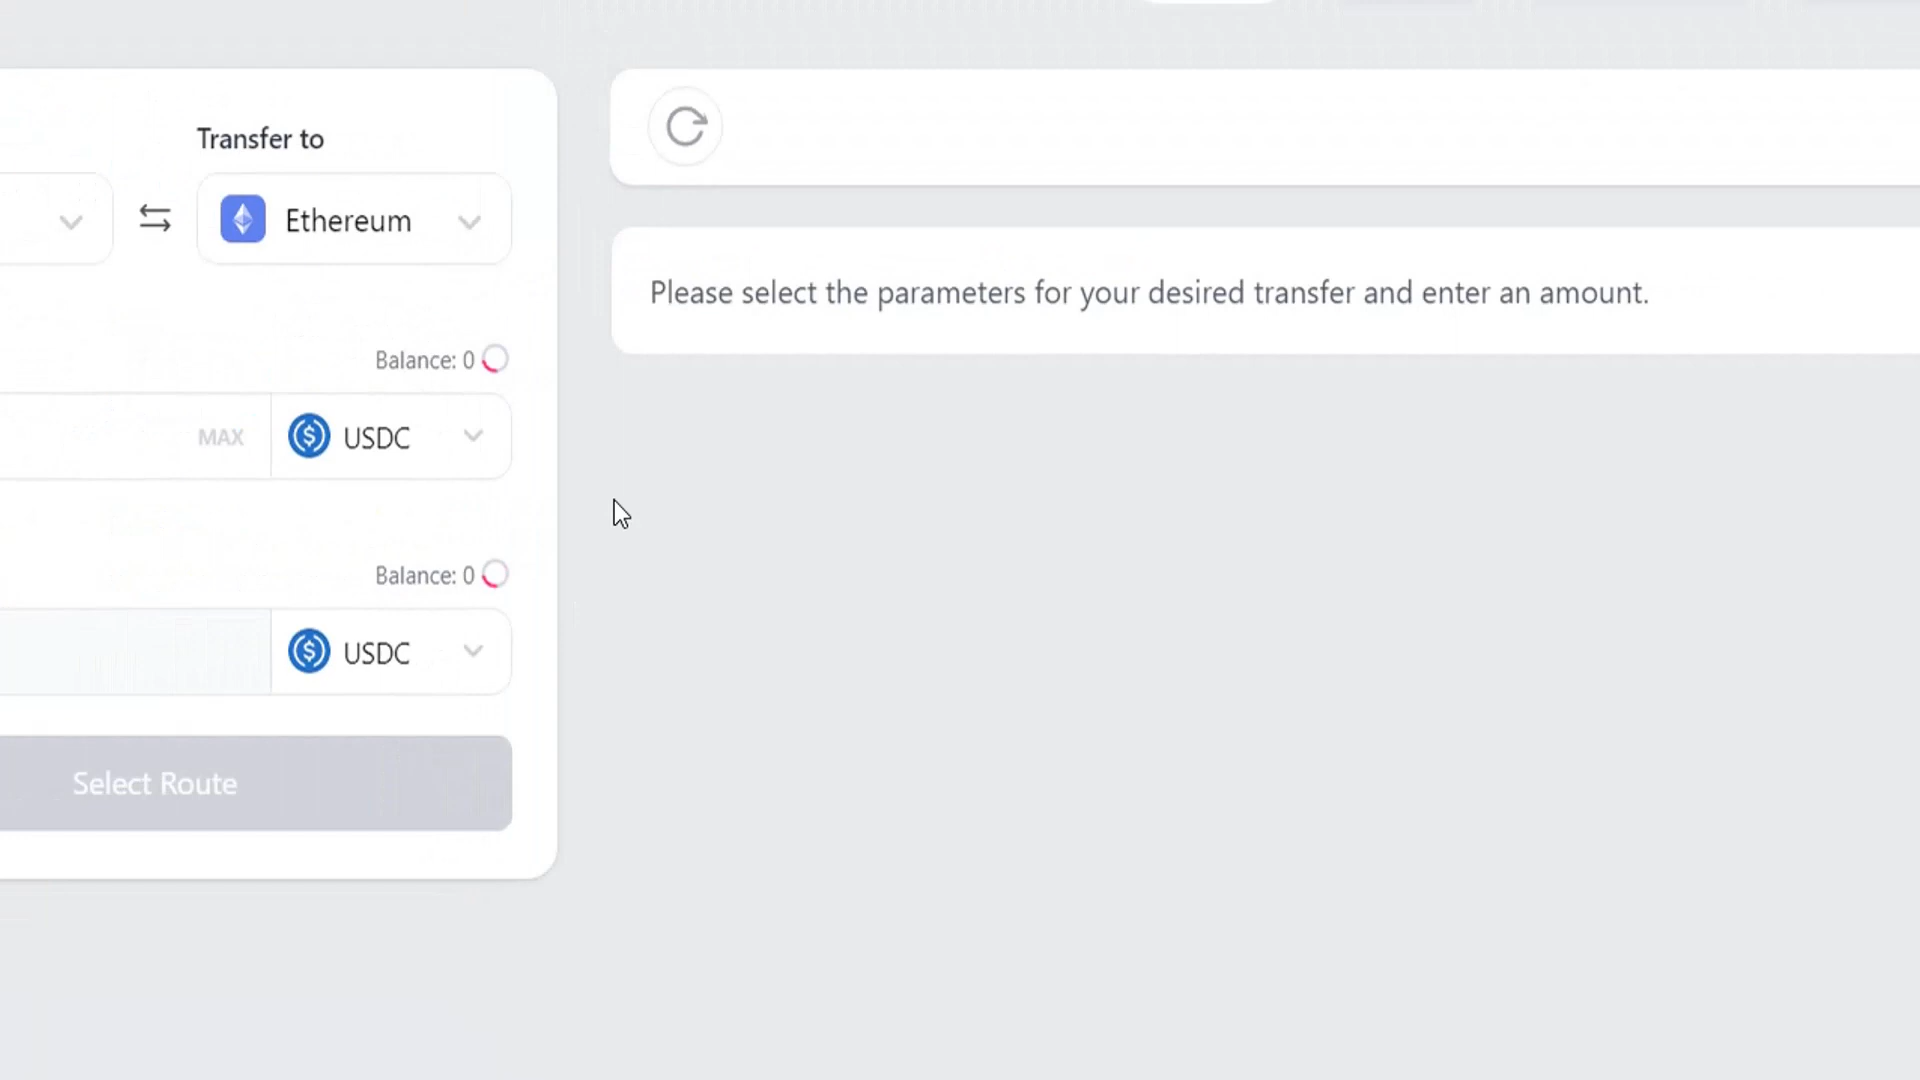 Transfer to
Ethereum
Balance: 0
MAX
USDC
Balance: 0
USDC
Select Route
Please select the parameters for your desired transfer and enter an amount.